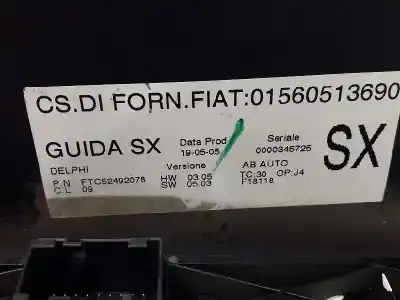 CS.DI FORN.FIAT:01560513690
GUIDA SX Data Prod Seriale SX
19-05-05 0000345725
DELPHI Versione AB AUTO
P.N FTC52492078 HW 03.05 TC:30 OP:J4
C.L 09 SW 05.03 F18118